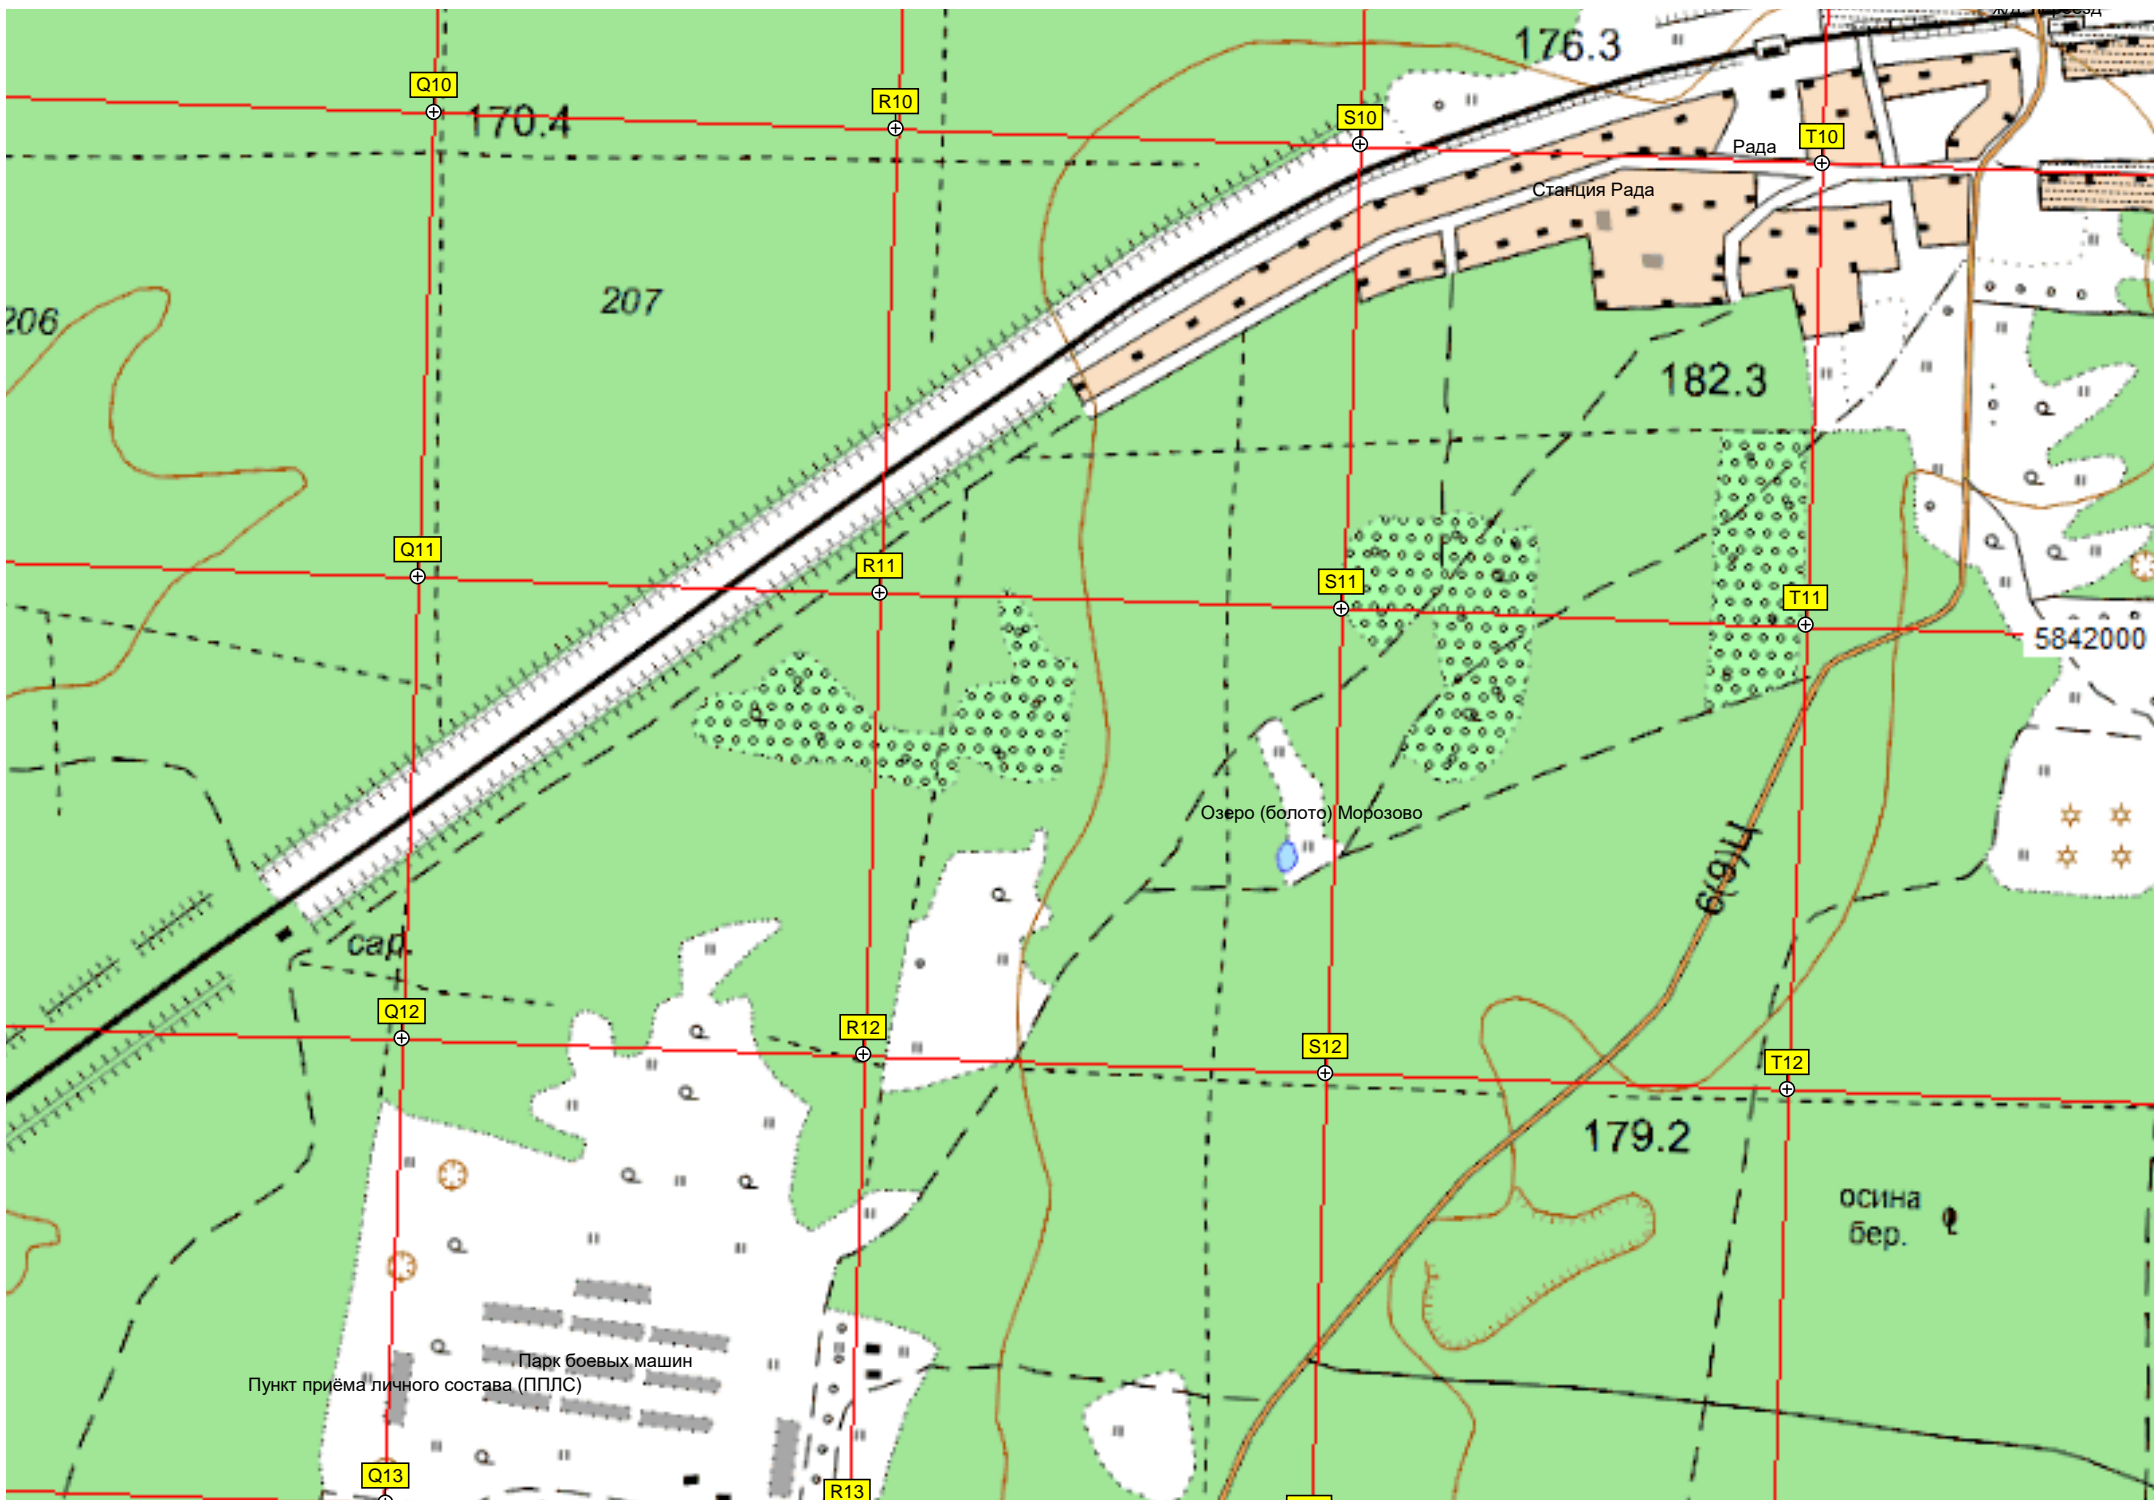 176.3
Q10
170.4
R10
S10
T10
Рада
Станция Рада
206
207
182.3
Q11
R11
S11
T11
5842000
Озеро (болото) Морозово
сар.
Q12
R12
S12
T12
179.2
осина
бер.
Парк боевых машин
Пункт приёма личного состава (ППЛС)
Q13
R13